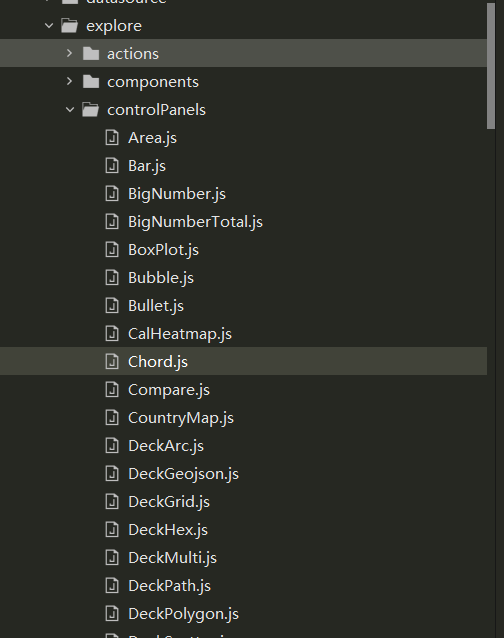 datasource
explore
actions
components
controlPanels
Area.js
Bar.js
BigNumber.js
BigNumberTotal.js
BoxPlot.js
Bubble.js
Bullet.js
CalHeatmap.js
Chord.js
Compare.js
CountryMap.js
DeckArc.js
DeckGeojson.js
DeckGrid.js
DeckHex.js
DeckMulti.js
DeckPath.js
DeckPolygon.js